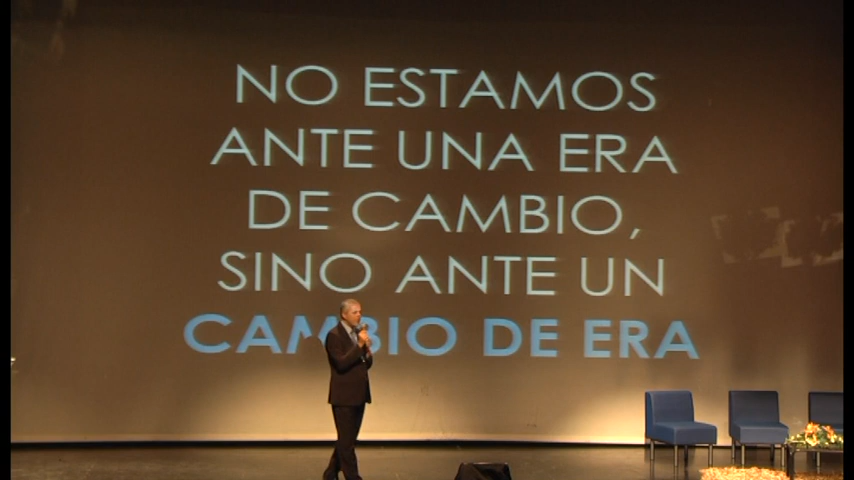 NO ESTAMOS
ANTE UNA ERA
DE CAMBIO,
SINO ANTE UN
CAMBIO DE ERA